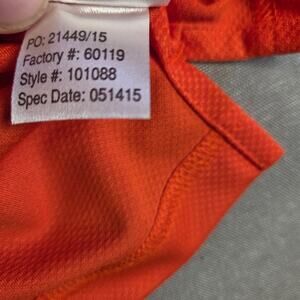 PO: 21449/15
Factory #: 60119
Style #: 101088
Spec Date: 051415